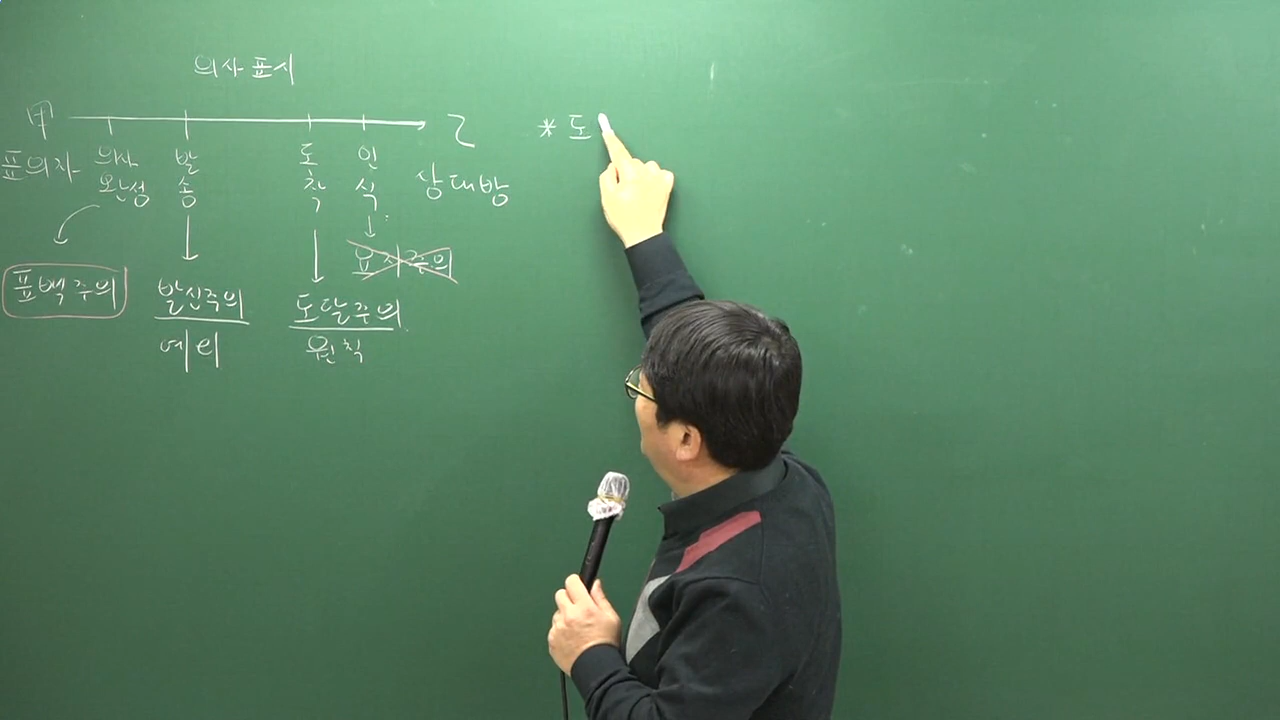 의사표시
甲 乙 * 도
표의자 의사 발 도 인 상대방
완성 송 착 식
표백주의 발신주의 도달주의 요지주의
예외 원칙